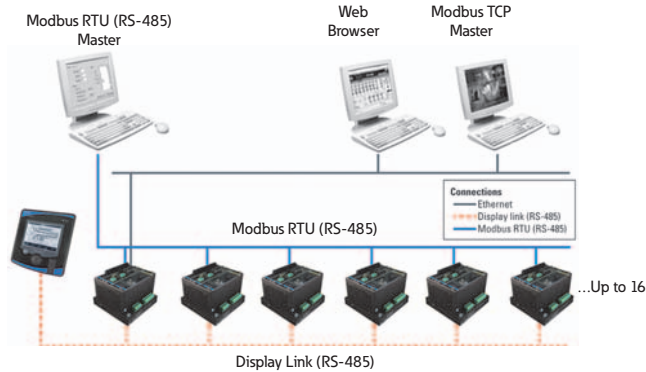 Modbus RTU (RS-485)
Master
Web
Browser
Modbus TCP
Master
Connections
Ethernet
Display link (RS-485)
Modbus RTU (RS-485)
Modbus RTU (RS-485)
...Up to 16
Display Link (RS-485)